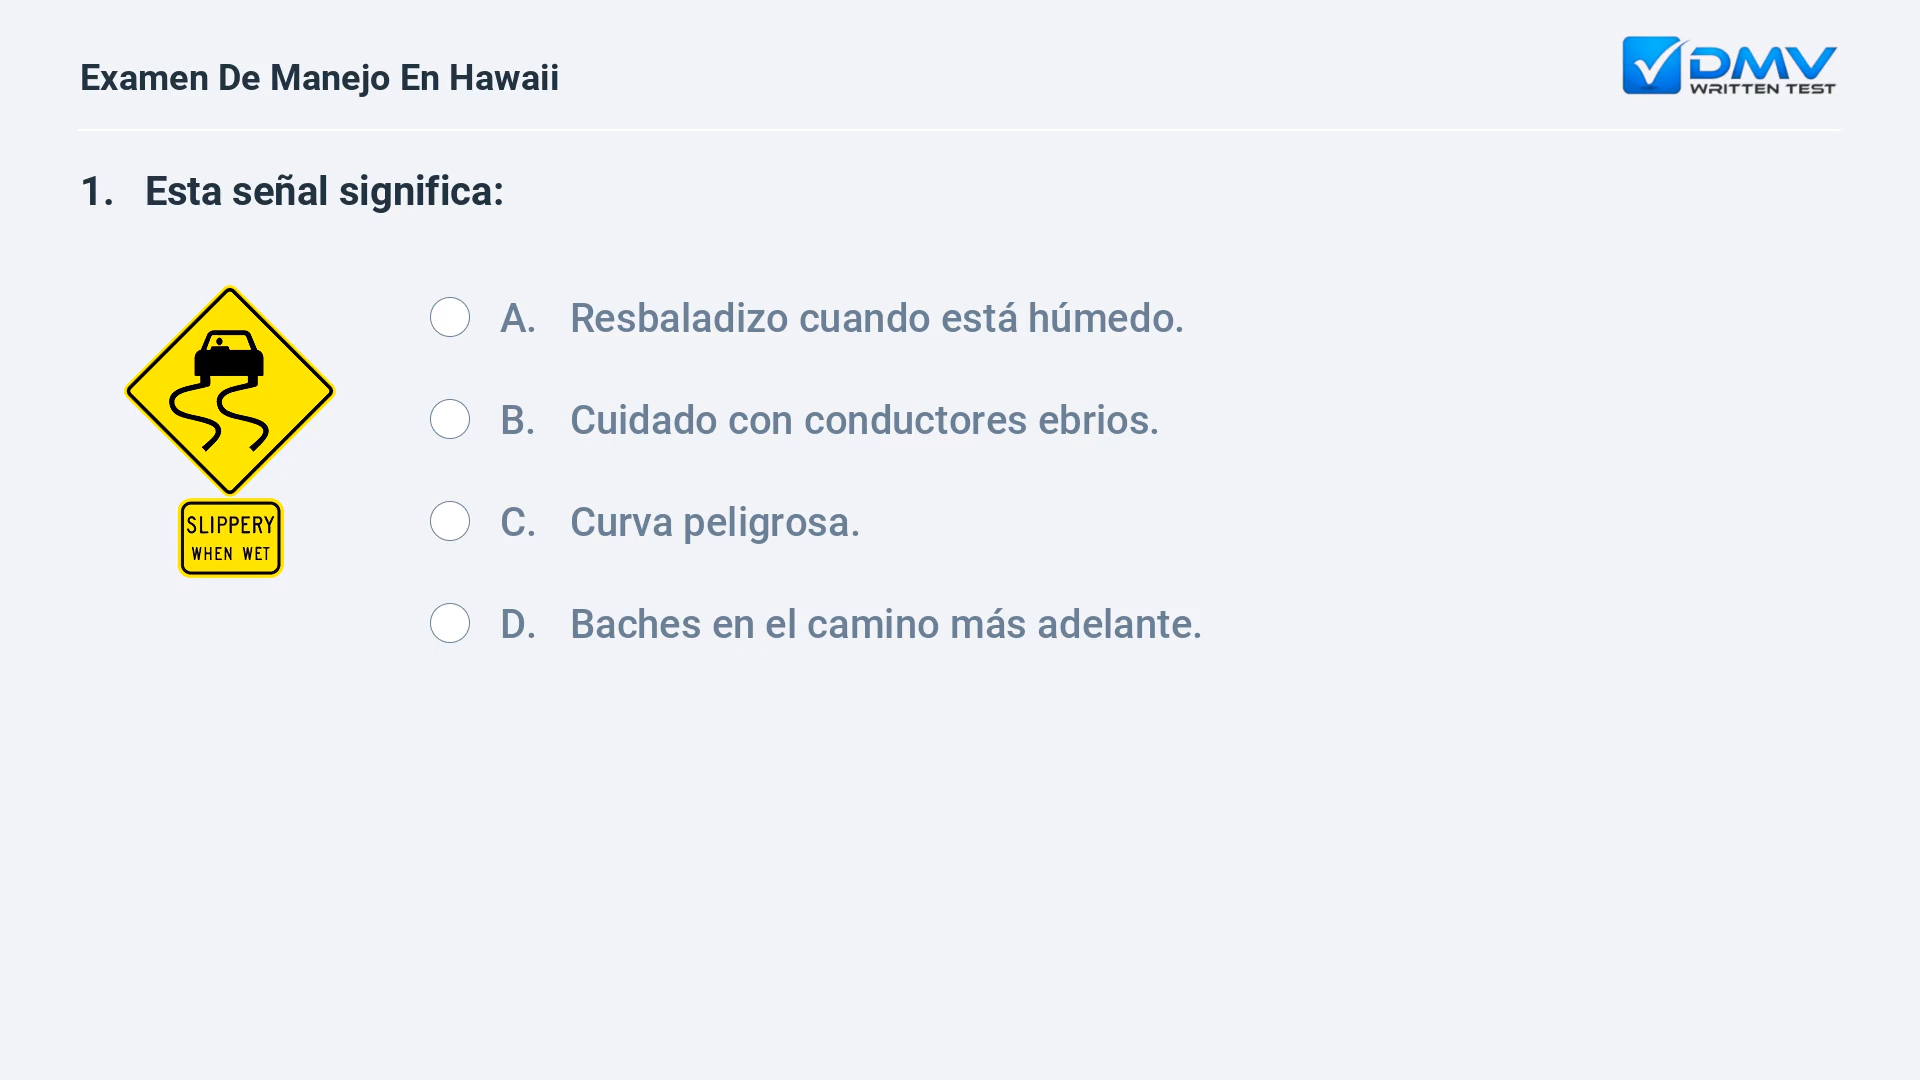 Examen De Manejo En Hawaii
DMV
WRITTEN TEST
1. Esta señal significa:
SLIPPERY
WHEN WET
A. Resbaladizo cuando está húmedo.
B. Cuidado con conductores ebrios.
C. Curva peligrosa.
D. Baches en el camino más adelante.